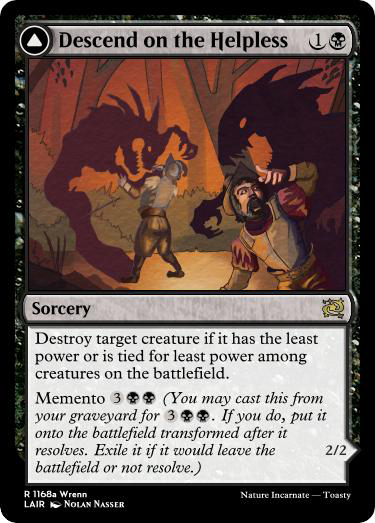 Descend on the Helpless 1
Sorcery
Destroy target creature if it has the least
power or is tied for least power among
creatures on the battlefield.
Memento 3 (You may cast this from
your graveyard for 3. If you do, put it
onto the battlefield transformed after it
resolves. Exile it if it would leave the
battlefield or not resolve.)
2/2
R 1168a Wrenn
Nature Incarnate — Toasty
LAIR Nolan Nasser